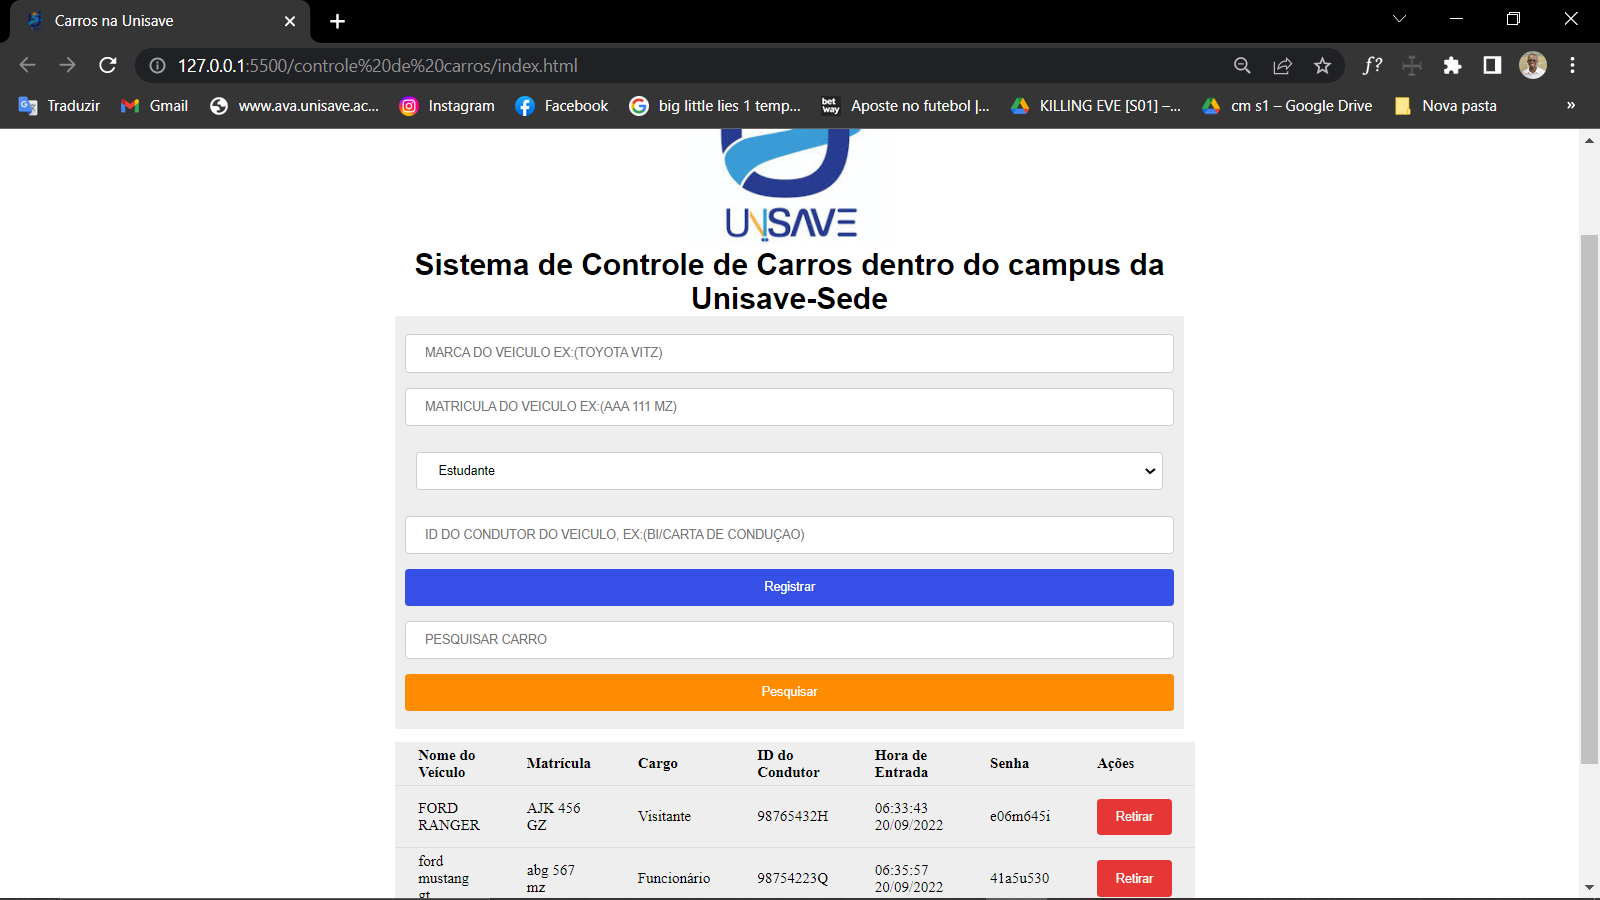 Carros na Unisave
127.0.0.1:5500/controle%20de%20carros/index.html
f?
Traduzir
Gmail
www.ava.unisave.ac...
Instagram
Facebook
big little lies 1 temp...
bet way
Aposte no futebol |...
KILLING EVE [S01] –...
cm s1 – Google Drive
Nova pasta
»
UNISAVE
Sistema de Controle de Carros dentro do campus da
Unisave-Sede
MARCA DO VEICULO EX:(TOYOTA VITZ)
MATRICULA DO VEICULO EX:(AAA 111 MZ)
Estudante
ID DO CONDUTOR DO VEICULO, EX:(BI/CARTA DE CONDUÇAO)
Registrar
PESQUISAR CARRO
Pesquisar
Nome do Veículo Matrícula Cargo ID do Condutor Hora de Entrada Senha Ações
FORD RANGER AJK 456 GZ Visitante 98765432H 06:33:43 20/09/2022 e06m645i Retirar
ford mustang gt abg 567 mz Funcionário 98754223Q 06:35:57 20/09/2022 41a5u530 Retirar